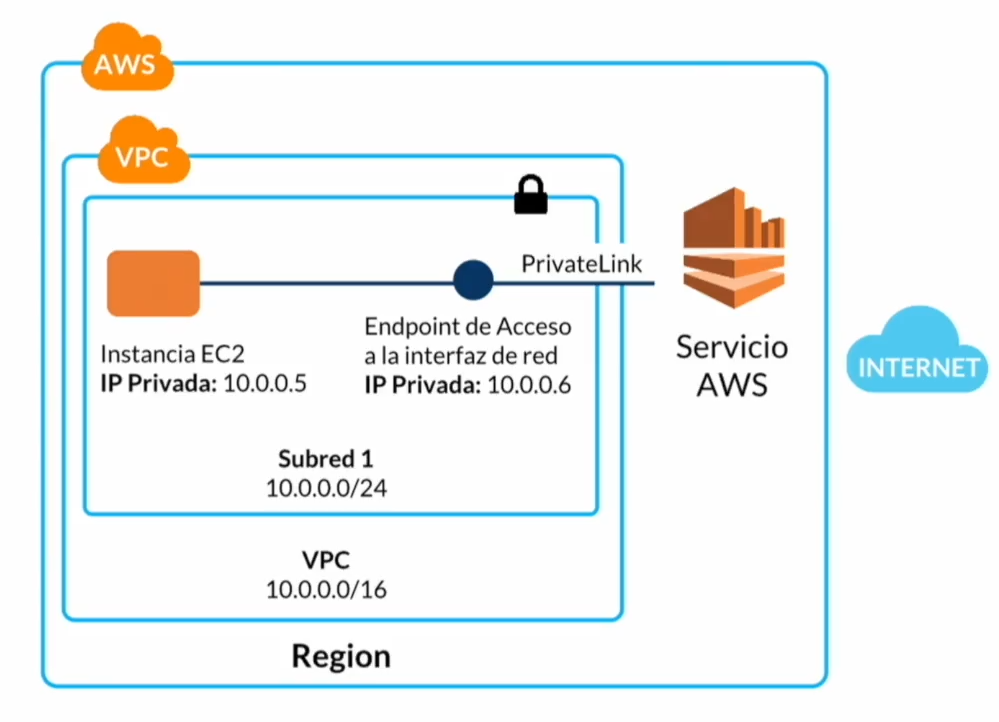 AWS
VPC
PrivateLink
Instancia EC2
IP Privada: 10.0.0.5
Endpoint de Acceso
a la interfaz de red
IP Privada: 10.0.0.6
Servicio
AWS
INTERNET
Subred 1
10.0.0.0/24
VPC
10.0.0.0/16
Region